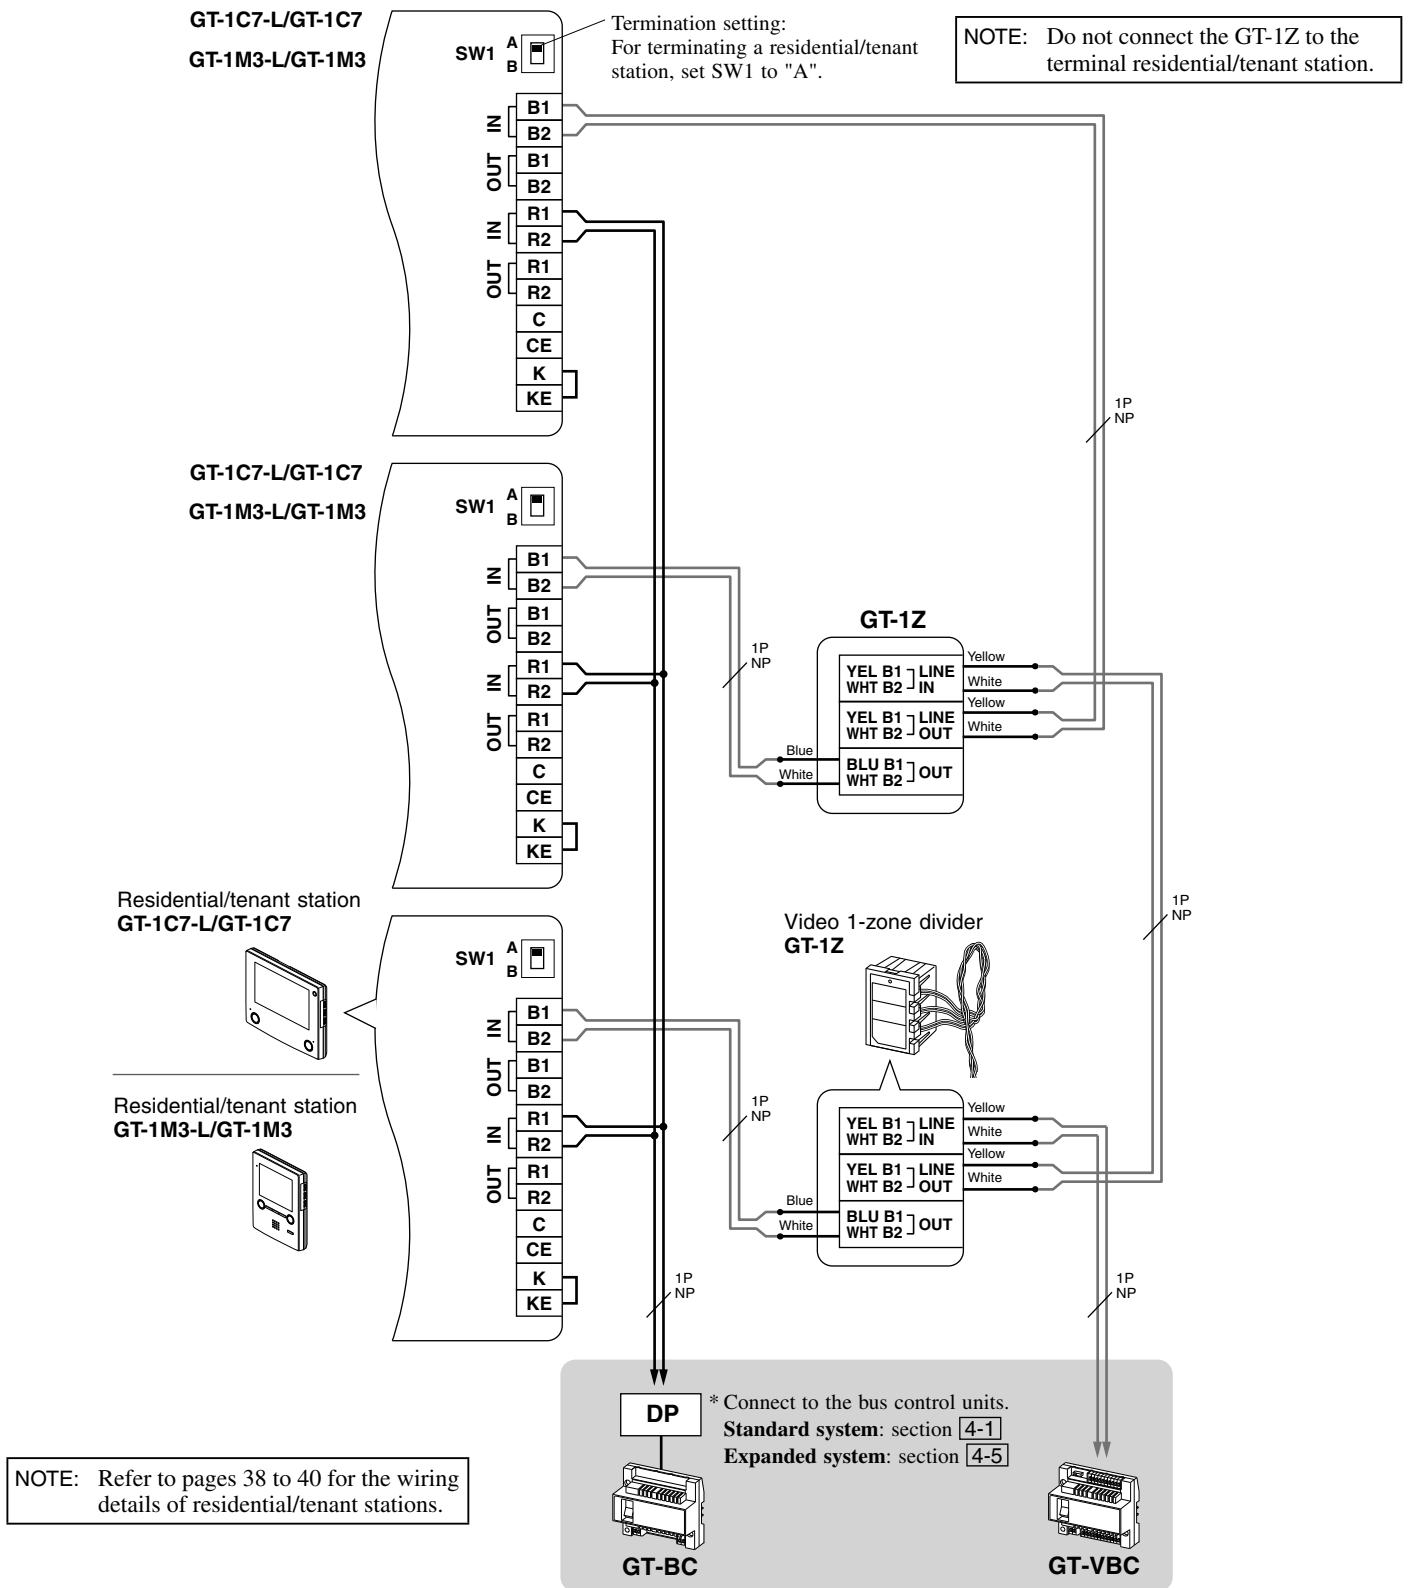 GT-1C7-L/GT-1C7
GT-1M3-L/GT-1M3
SW1
A
B
Termination setting:
For terminating a residential/tenant
station, set SW1 to "A".
NOTE: Do not connect the GT-1Z to the
terminal residential/tenant station.
IN
B1
B2
OUT
B1
B2
IN
R1
R2
OUT
R1
R2
C
CE
K
KE
1P
NP
GT-1C7-L/GT-1C7
GT-1M3-L/GT-1M3
SW1
A
B
IN
B1
B2
OUT
B1
B2
IN
R1
R2
OUT
R1
R2
C
CE
K
KE
1P
NP
GT-1Z
YEL B1 LINE
WHT B2 IN
YEL B1 LINE
WHT B2 OUT
BLU B1 OUT
WHT B2
Yellow
White
Yellow
White
Blue
White
1P
NP
Residential/tenant station
GT-1C7-L/GT-1C7
Residential/tenant station
GT-1M3-L/GT-1M3
SW1
A
B
IN
B1
B2
OUT
B1
B2
IN
R1
R2
OUT
R1
R2
C
CE
K
KE
1P
NP
Video 1-zone divider
GT-1Z
YEL B1 LINE
WHT B2 IN
YEL B1 LINE
WHT B2 OUT
BLU B1 OUT
WHT B2
Yellow
White
Yellow
White
Blue
White
1P
NP
1P
NP
DP
* Connect to the bus control units.
Standard system: section 4-1
Expanded system: section 4-5
GT-BC
GT-VBC
NOTE: Refer to pages 38 to 40 for the wiring
details of residential/tenant stations.